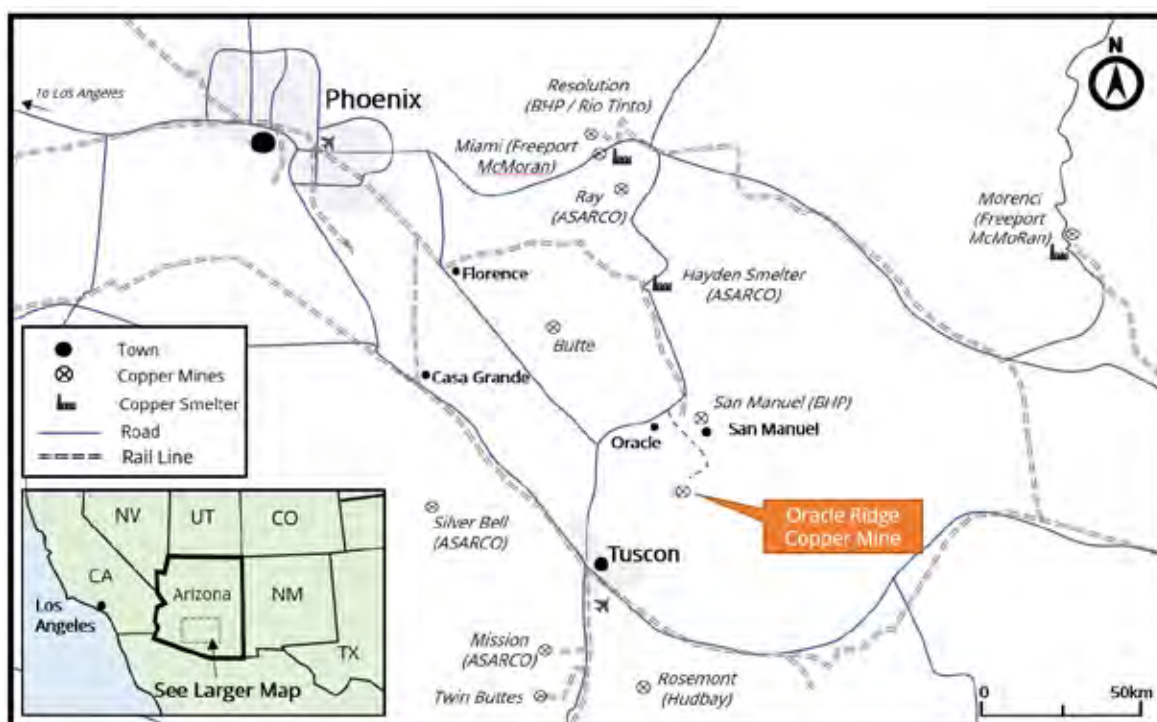 To Los Angeles
Phoenix
N
Resolution
(BHP / Rio Tinto)
Miami (Freeport
McMoran)
Ray
(ASARCO)
Morenci
(Freeport
McMoRan)
Florence
Hayden Smelter
(ASARCO)
Butte
Casa Grande
San Manuel (BHP)
Oracle
San Manuel
Oracle Ridge
Copper Mine
Silver Bell
(ASARCO)
Tuscon
Mission
(ASARCO)
Twin Buttes
Rosemont
(Hudbay)
0 50km
Town
Copper Mines
Copper Smelter
Road
Rail Line
NV
UT
CO
CA
Arizona
NM
Los
Angeles
TX
See Larger Map